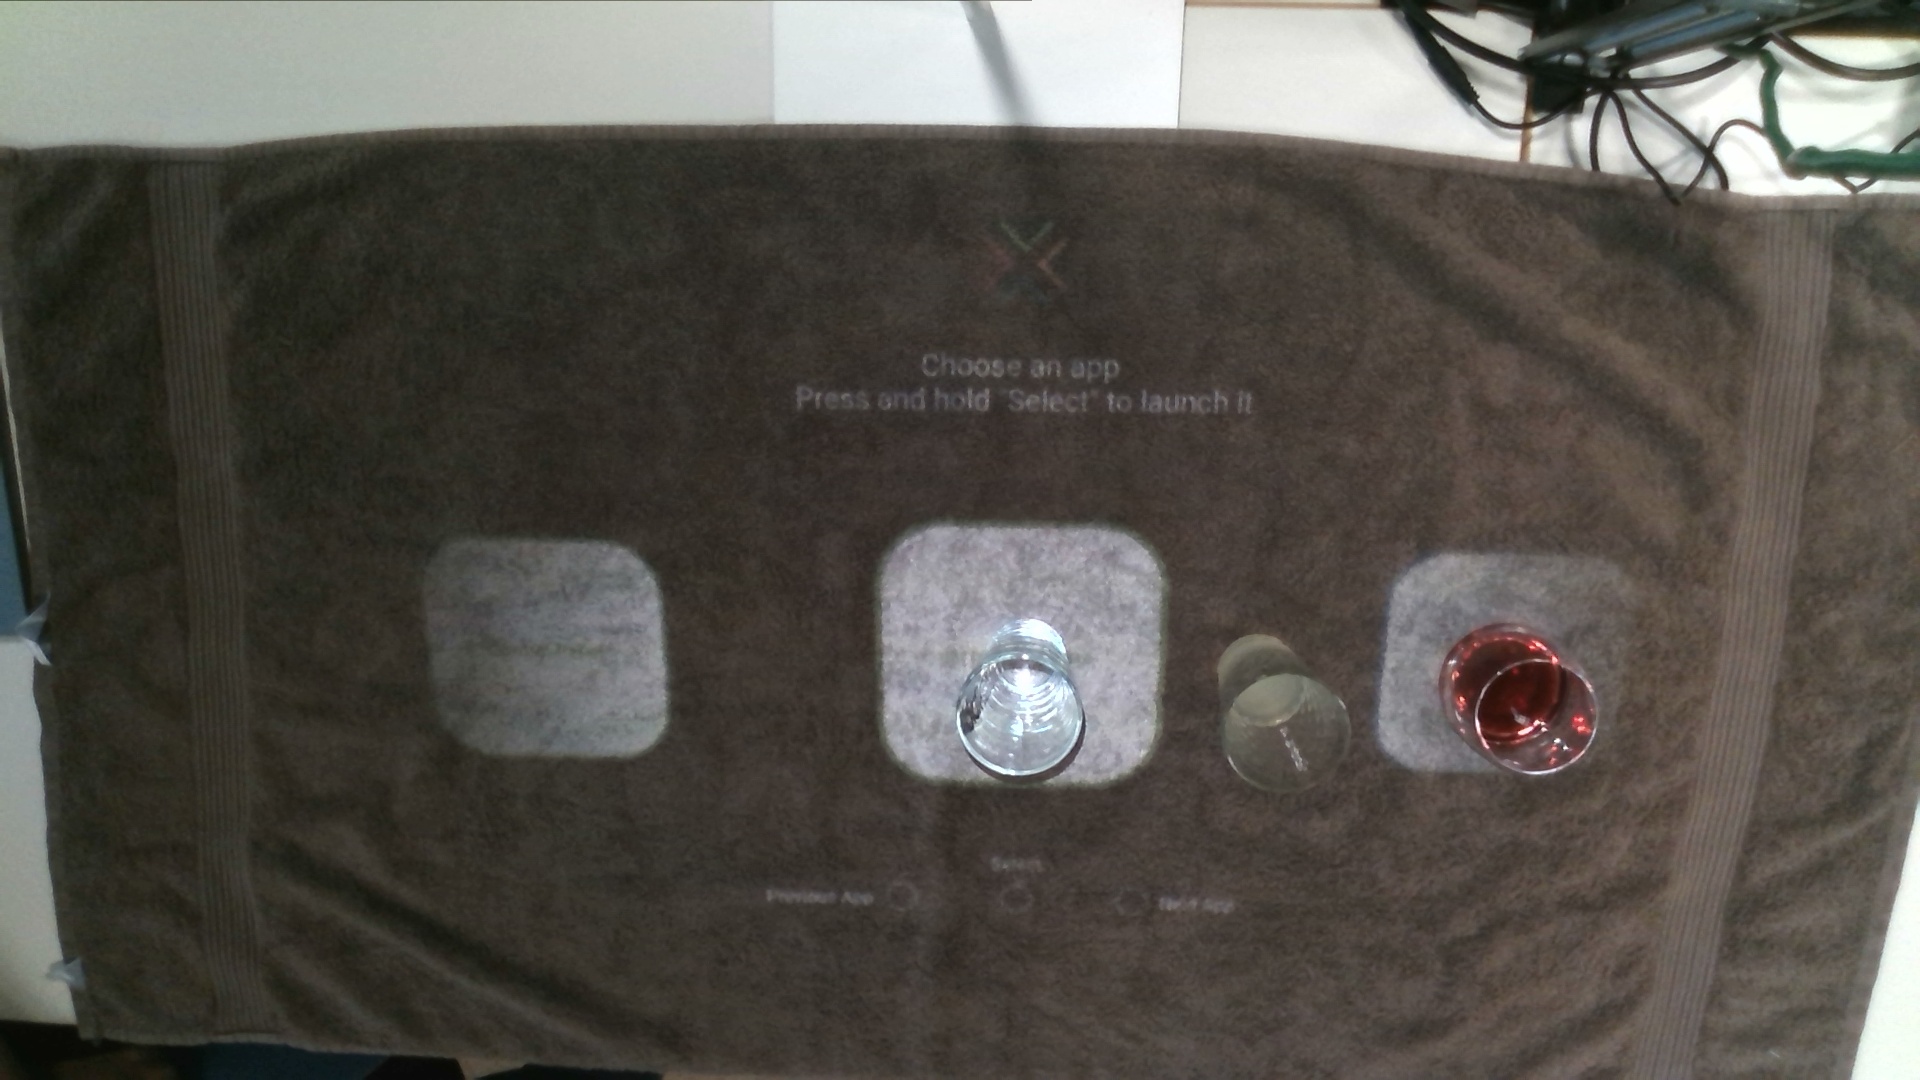 Choose an app
Press and hold "Select" to launch it
Select
Previous App
Next App